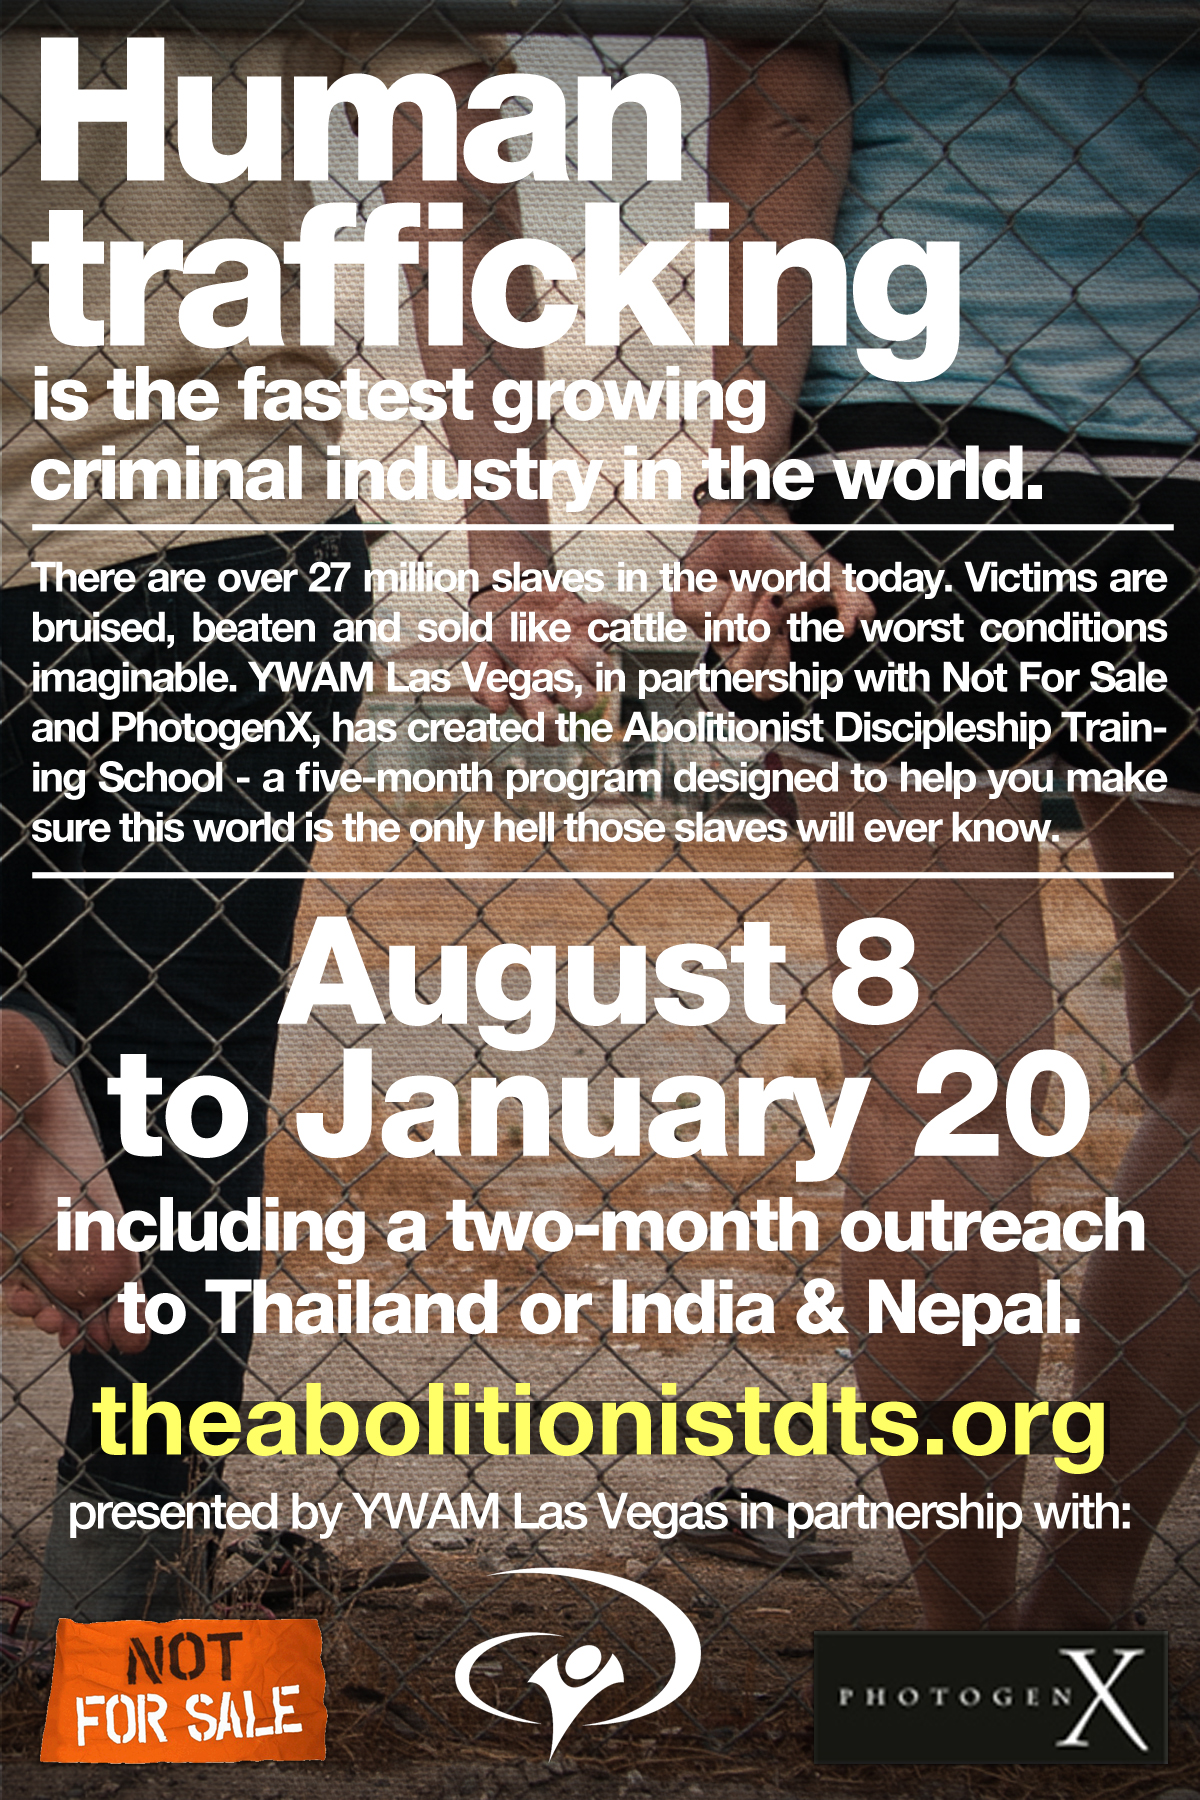 Human
trafficking
is the fastest growing
criminal industry in the world.
There are over 27 million slaves in the world today. Victims are
bruised, beaten and sold like cattle into the worst conditions
imaginable. YWAM Las Vegas, in partnership with Not For Sale
and PhotogenX, has created the Abolitionist Discipleship Train-
ing School - a five-month program designed to help you make
sure this world is the only hell those slaves will ever know.
August 8
to January 20
including a two-month outreach
to Thailand or India & Nepal.
theabolitionistdts.org
presented by YWAM Las Vegas in partnership with:
NOT
FOR SALE
PHOTOGENX